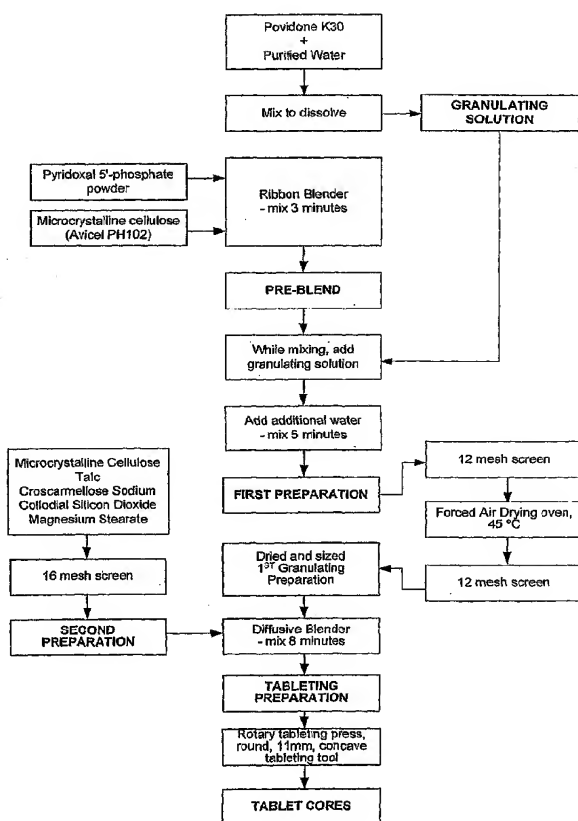 Povidone K30
+
Purified Water
Mix to dissolve
GRANULATING
SOLUTION
Pyridoxal 5'-phosphate
powder
Microcrystalline cellulose
(Avicel PH102)
Ribbon Blender
- mix 3 minutes
PRE-BLEND
While mixing, add
granulating solution
Add additional water
- mix 5 minutes
FIRST PREPARATION
12 mesh screen
Forced Air Drying oven,
45 °C
12 mesh screen
Microcrystalline Cellulose
Talc
Croscarmellose Sodium
Collodial Silicon Dioxide
Magnesium Stearate
16 mesh screen
SECOND
PREPARATION
Dried and sized
1ST Granulating
Preparation
Diffusive Blender
- mix 8 minutes
TABLETING
PREPARATION
Rotary tableting press,
round, 11mm, concave
tableting tool
TABLET CORES